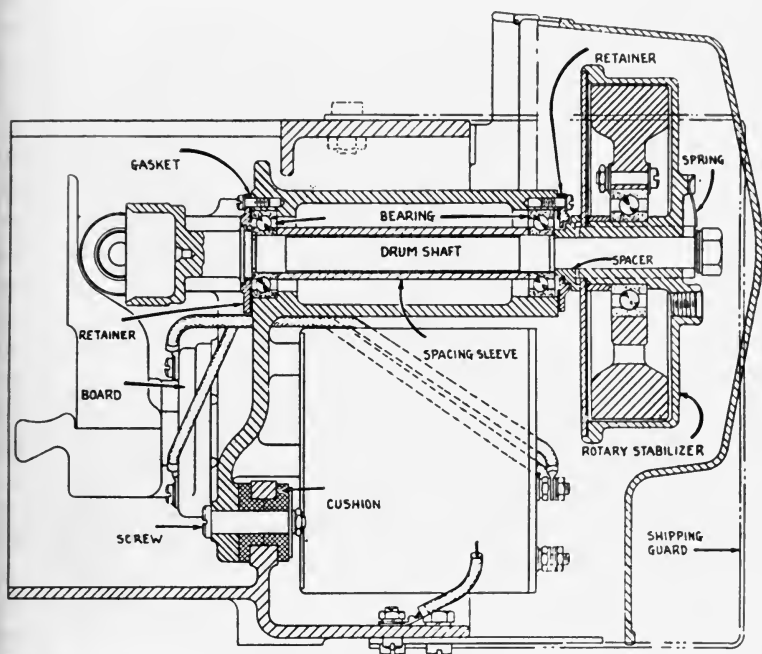 RETAINER
GASKET
SPRING
BEARING
DRUM SHAFT
SPACER
RETAINER
SPACING SLEEVE
BOARD
ROTARY STABILIZER
CUSHION
SCREW
SHIPPING
GUARD